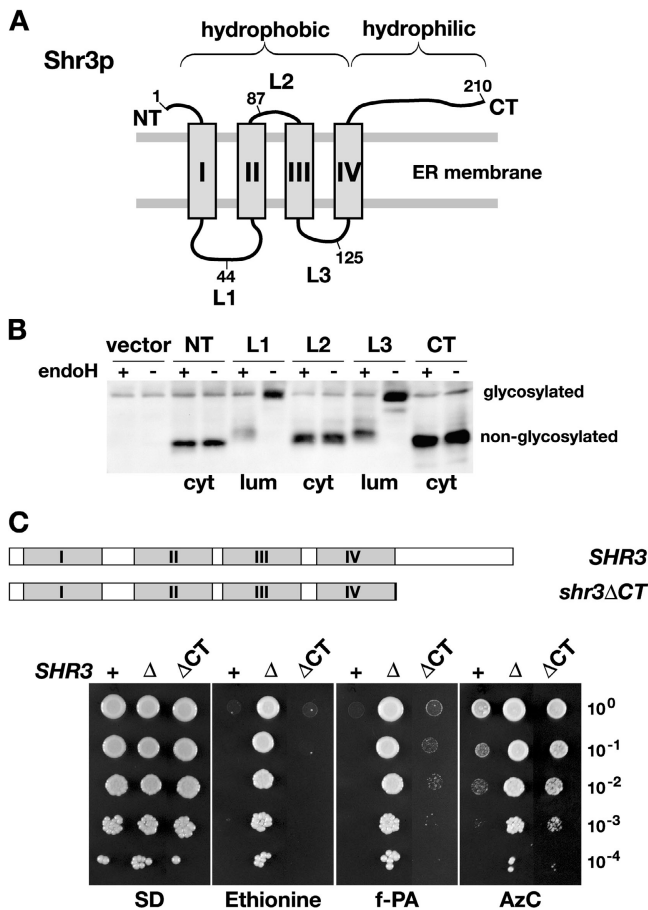 A
hydrophobic hydrophilic
Shr3p
L2
1 87 210
NT CT
I II III IV ER membrane
44 125
L1 L3
B
vector NT L1 L2 L3 CT
endoH + - + - + - + - + - + -
glycosylated
non-glycosylated
cyt lum cyt lum cyt
C
I II III IV SHR3
I II III IV shr3ΔCT
SHR3 + Δ ΔCT + Δ ΔCT + Δ ΔCT + Δ ΔCT
10⁰
10⁻¹
10⁻²
10⁻³
10⁻⁴
SD Ethionine f-PA AzC